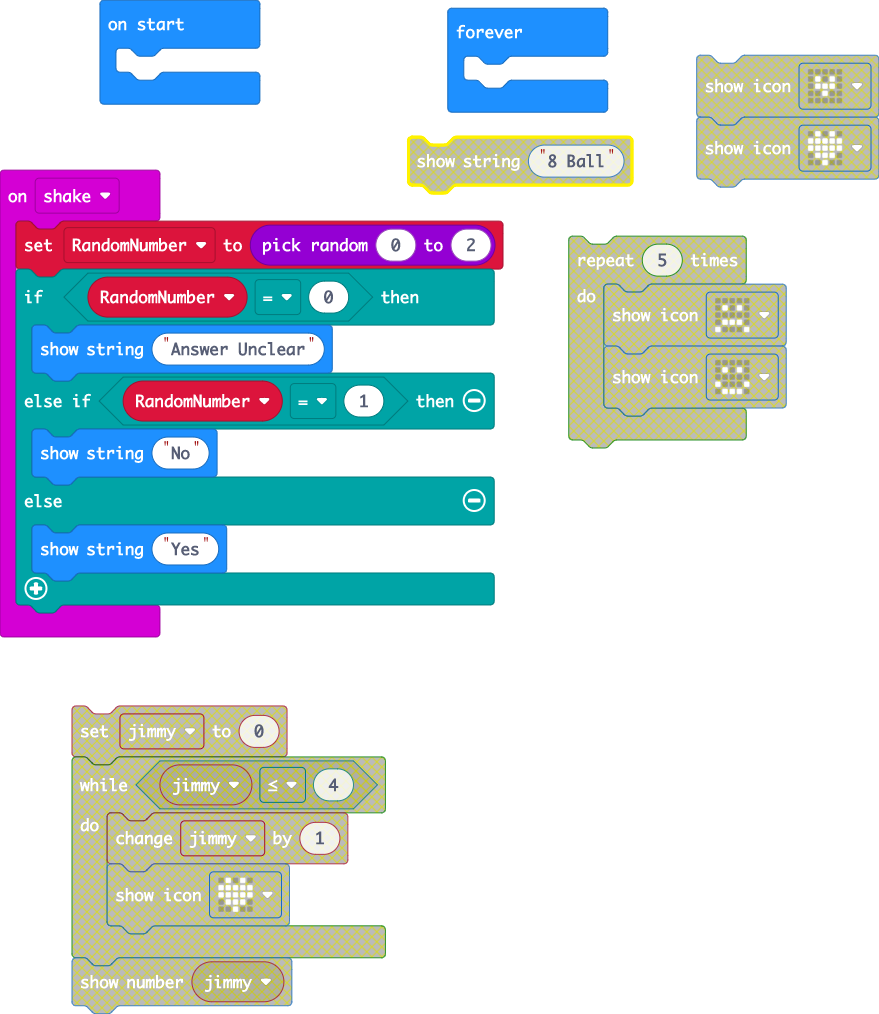 on start
forever
show icon
show icon
show string "8 Ball"
on shake
set RandomNumber to pick random 0 to 2
if RandomNumber = 0 then
show string "Answer Unclear"
else if RandomNumber = 1 then
show string "No"
else
show string "Yes"
repeat 5 times
do show icon
show icon
set jimmy to 0
while jimmy ≤ 4
do change jimmy by 1
show icon
show number jimmy